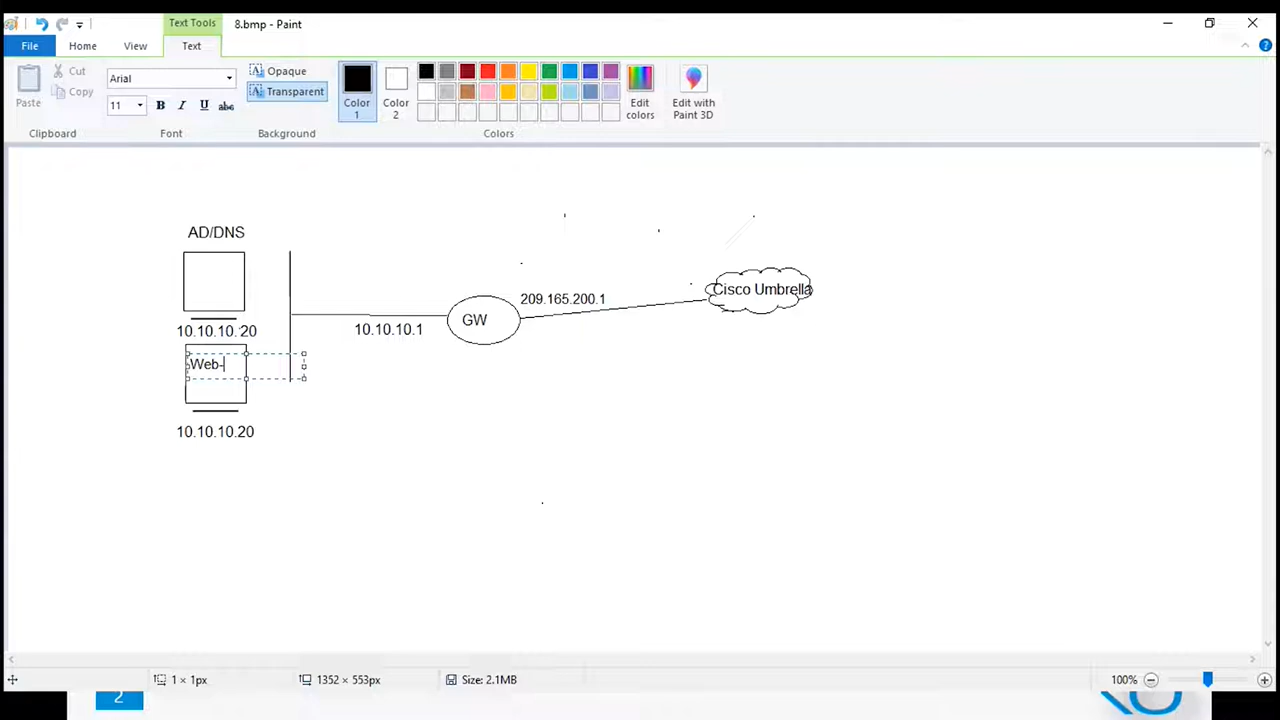 Text Tools
8.bmp - Paint
File
Home
View
Text
Paste
Cut
Copy
Clipboard
Arial
11
B I U abc
Font
Opaque
Transparent
Background
Color 1
Color 2
Edit colors
Colors
Edit with Paint 3D
AD/DNS
10.10.10.20
Web-
10.10.10.20
10.10.10.1
GW
209.165.200.1
Cisco Umbrella
1 × 1px
1352 × 553px
Size: 2.1MB
100%
2